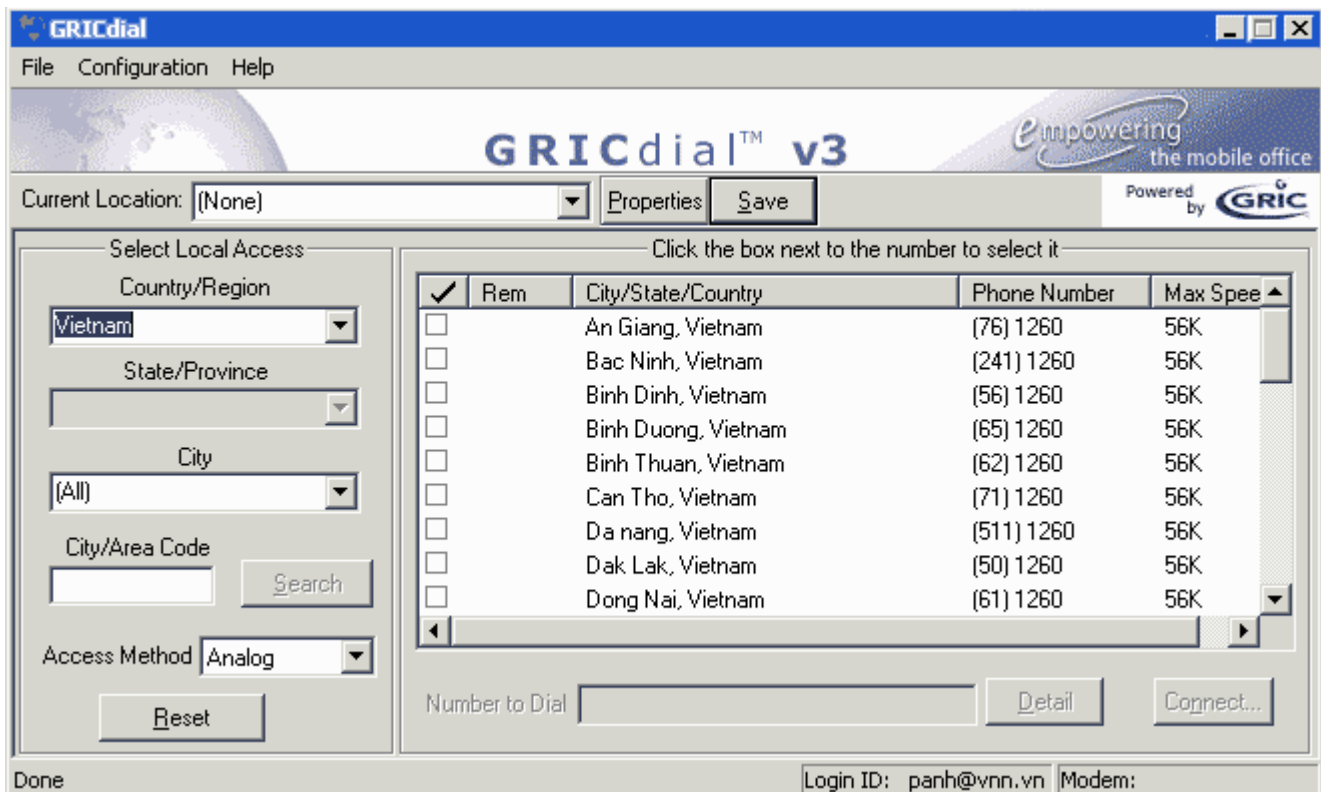 GRICdial
File Configuration Help
GRICdial™ v3
empowering
the mobile office
Current Location: (None) Properties Save
Powered
by GRIC
Select Local Access
Country/Region
Vietnam
State/Province
City
(All)
City/Area Code
Search
Access Method Analog
Reset
Click the box next to the number to select it
Rem City/State/Country Phone Number Max Spee
An Giang, Vietnam (76) 1260 56K
Bac Ninh, Vietnam (241) 1260 56K
Binh Dinh, Vietnam (56) 1260 56K
Binh Duong, Vietnam (65) 1260 56K
Binh Thuan, Vietnam (62) 1260 56K
Can Tho, Vietnam (71) 1260 56K
Da nang, Vietnam (511) 1260 56K
Dak Lak, Vietnam (50) 1260 56K
Dong Nai, Vietnam (61) 1260 56K
Number to Dial Detail Connect...
Done Login ID: panh@vnn.vn Modem: